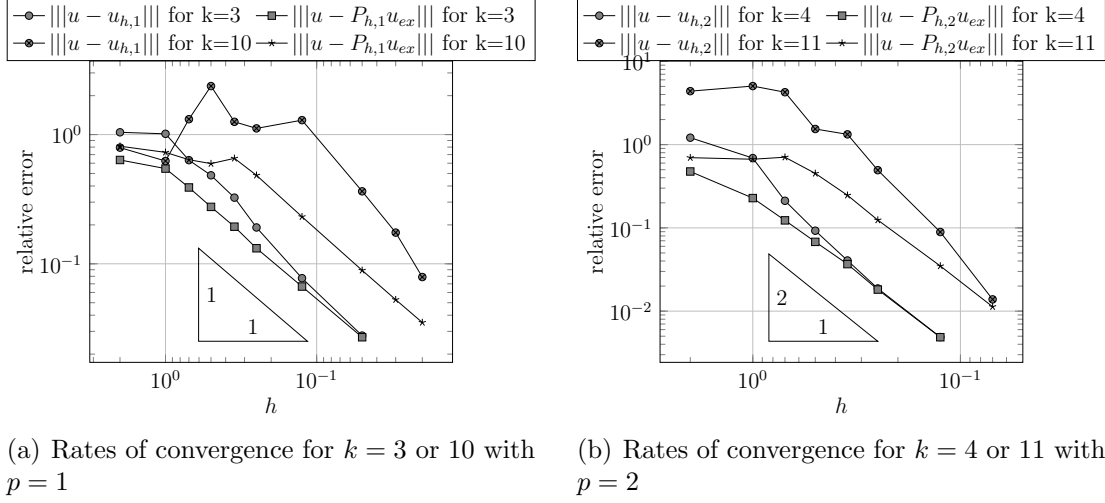 |||u − u_{h,1}||| for k=3 |||u − P_{h,1}u_{ex}||| for k=3
|||u − u_{h,1}||| for k=10 |||u − P_{h,1}u_{ex}||| for k=10
10^0
10^{−1}
relative error
1
1
10^0 10^{−1}
h
(a) Rates of convergence for k = 3 or 10 with
p = 1
|||u − u_{h,2}||| for k=4 |||u − P_{h,2}u_{ex}||| for k=4
|||u − u_{h,2}||| for k=11 |||u − P_{h,2}u_{ex}||| for k=11
10^1
10^0
10^{−1}
10^{−2}
relative error
2
1
10^0 10^{−1}
h
(b) Rates of convergence for k = 4 or 11 with
p = 2